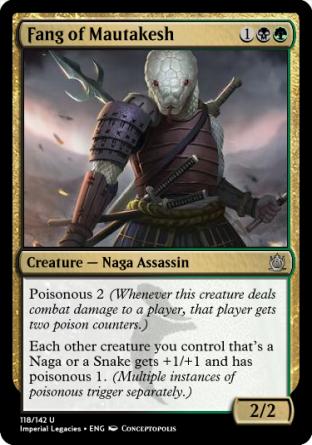 Fang of Mautakesh 1
Creature — Naga Assassin
Poisonous 2 (Whenever this creature deals
combat damage to a player, that player gets
two poison counters.)
Each other creature you control that's a
Naga or a Snake gets +1/+1 and has
poisonous 1. (Multiple instances of
poisonous trigger separately.)
2/2
118/142 U
Imperial Legacies • ENG Conceptopolis